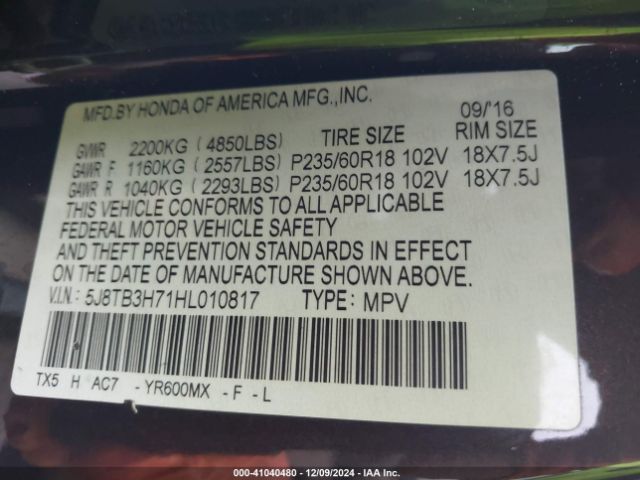 MFD.BY HONDA OF AMERICA MFG.,INC. 09/'16
GVWR 2200KG (4850LBS) TIRE SIZE RIM SIZE
GAWR F 1160KG (2557LBS) P235/60R18 102V 18X7.5J
GAWR R 1040KG (2293LBS) P235/60R18 102V 18X7.5J
THIS VEHICLE CONFORMS TO ALL APPLICABLE
FEDERAL MOTOR VEHICLE SAFETY
AND THEFT PREVENTION STANDARDS IN EFFECT
ON THE DATE OF MANUFACTURE SHOWN ABOVE.
V.I.N.: 5J8TB3H71HL010817 TYPE: MPV
TX5 H AC7 - YR600MX - F - L
000-41040480 - 12/09/2024 - IAA Inc.